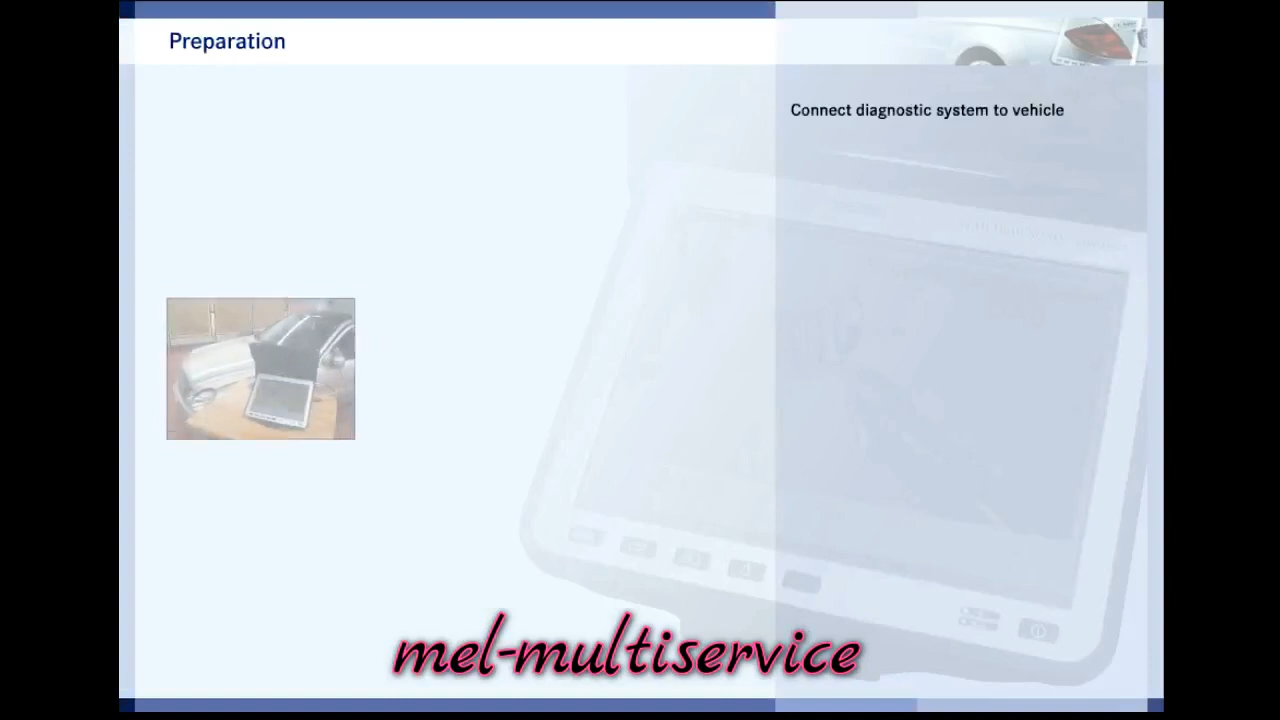 Preparation
Connect diagnostic system to vehicle
mel-multiservice